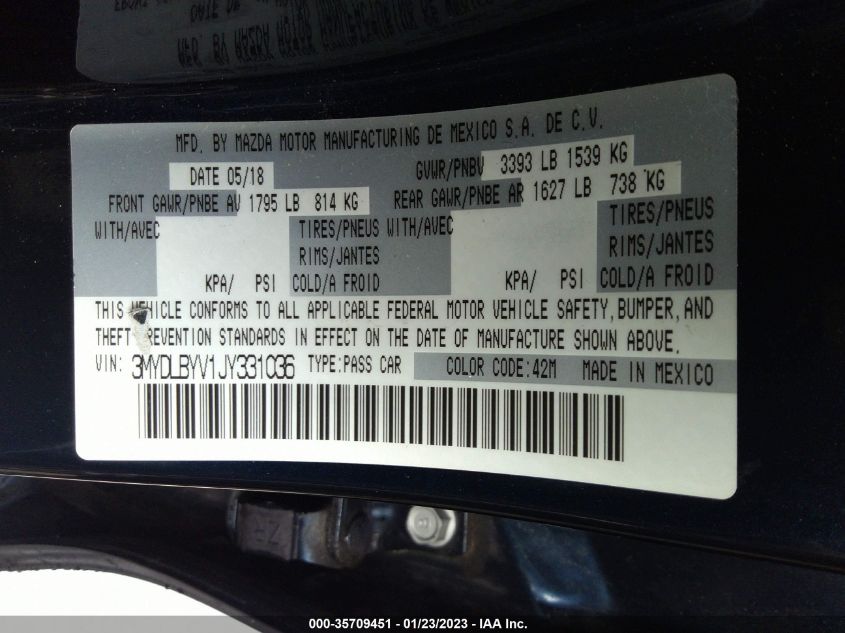 MFD. BY MAZDA MOTOR MANUFACTURING DE MEXICO S.A. DE C.V.
DATE 05/18 GVWR/PNBV 3393 LB 1539 KG
FRONT GAWR/PNBE AV 1795 LB 814 KG REAR GAWR/PNBE AR 1627 LB 738 KG
WITH/AVEC TIRES/PNEUS WITH/AVEC TIRES/PNEUS
RIMS/JANTES RIMS/JANTES
KPA/ PSI COLD/A FROID KPA/ PSI COLD/A FROID
THIS VEHICLE CONFORMS TO ALL APPLICABLE FEDERAL MOTOR VEHICLE SAFETY, BUMPER, AND
THEFT PREVENTION STANDARDS IN EFFECT ON THE DATE OF MANUFACTURE SHOWN ABOVE.
VIN: 3MYDLBYV1JY331036 TYPE:PASS CAR COLOR CODE:42M MADE IN MEXICO
000-35709451 / 01/23/2023 - IAA Inc.